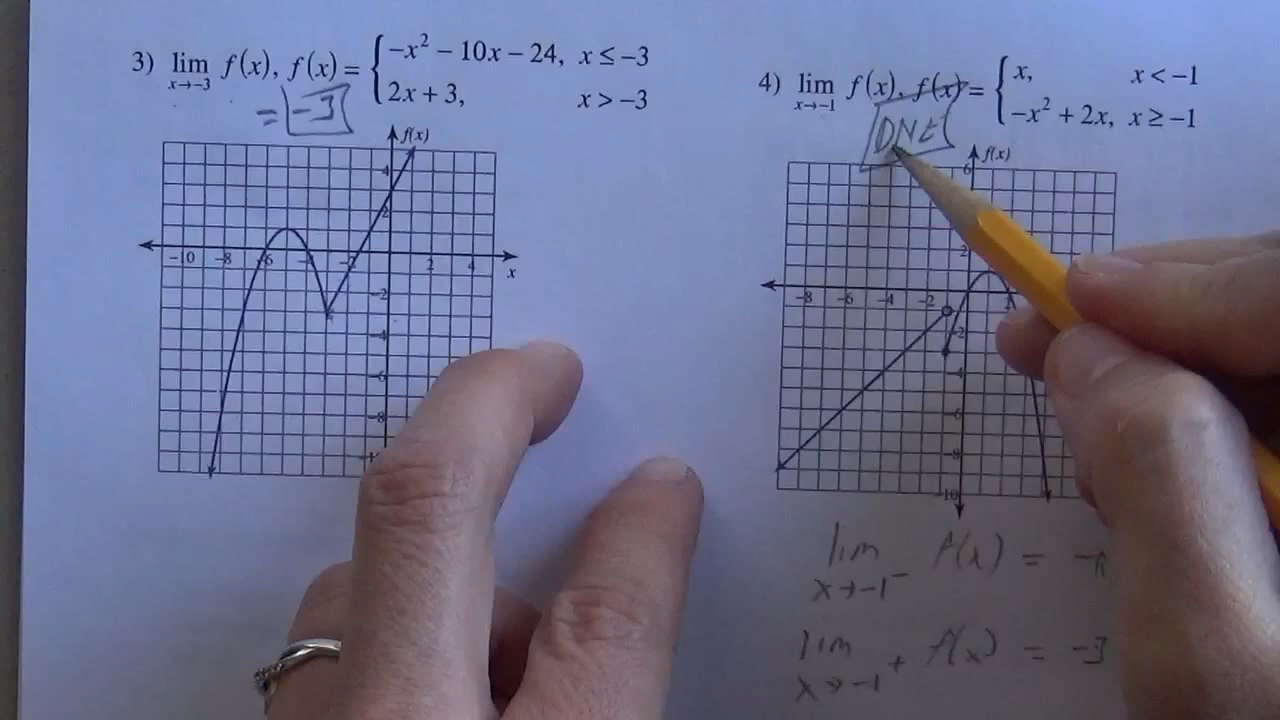 3) lim x→-3 f(x), f(x) = { -x² - 10x - 24, x ≤ -3
2x + 3, x > -3
= -3
f(x)
4
2
-10 -8 -6 -4 -2 2 4
x
-2
-4
-6
-8
4) lim x→-1 f(x), f(x) = { x, x < -1
-x² + 2x, x ≥ -1
DNE
f(x)
6
2
-8 -6 -4 -2
-2
-4
-6
-8
-10
lim x→-1⁻ f(x) =
lim x→-1⁺ f(x) = -3